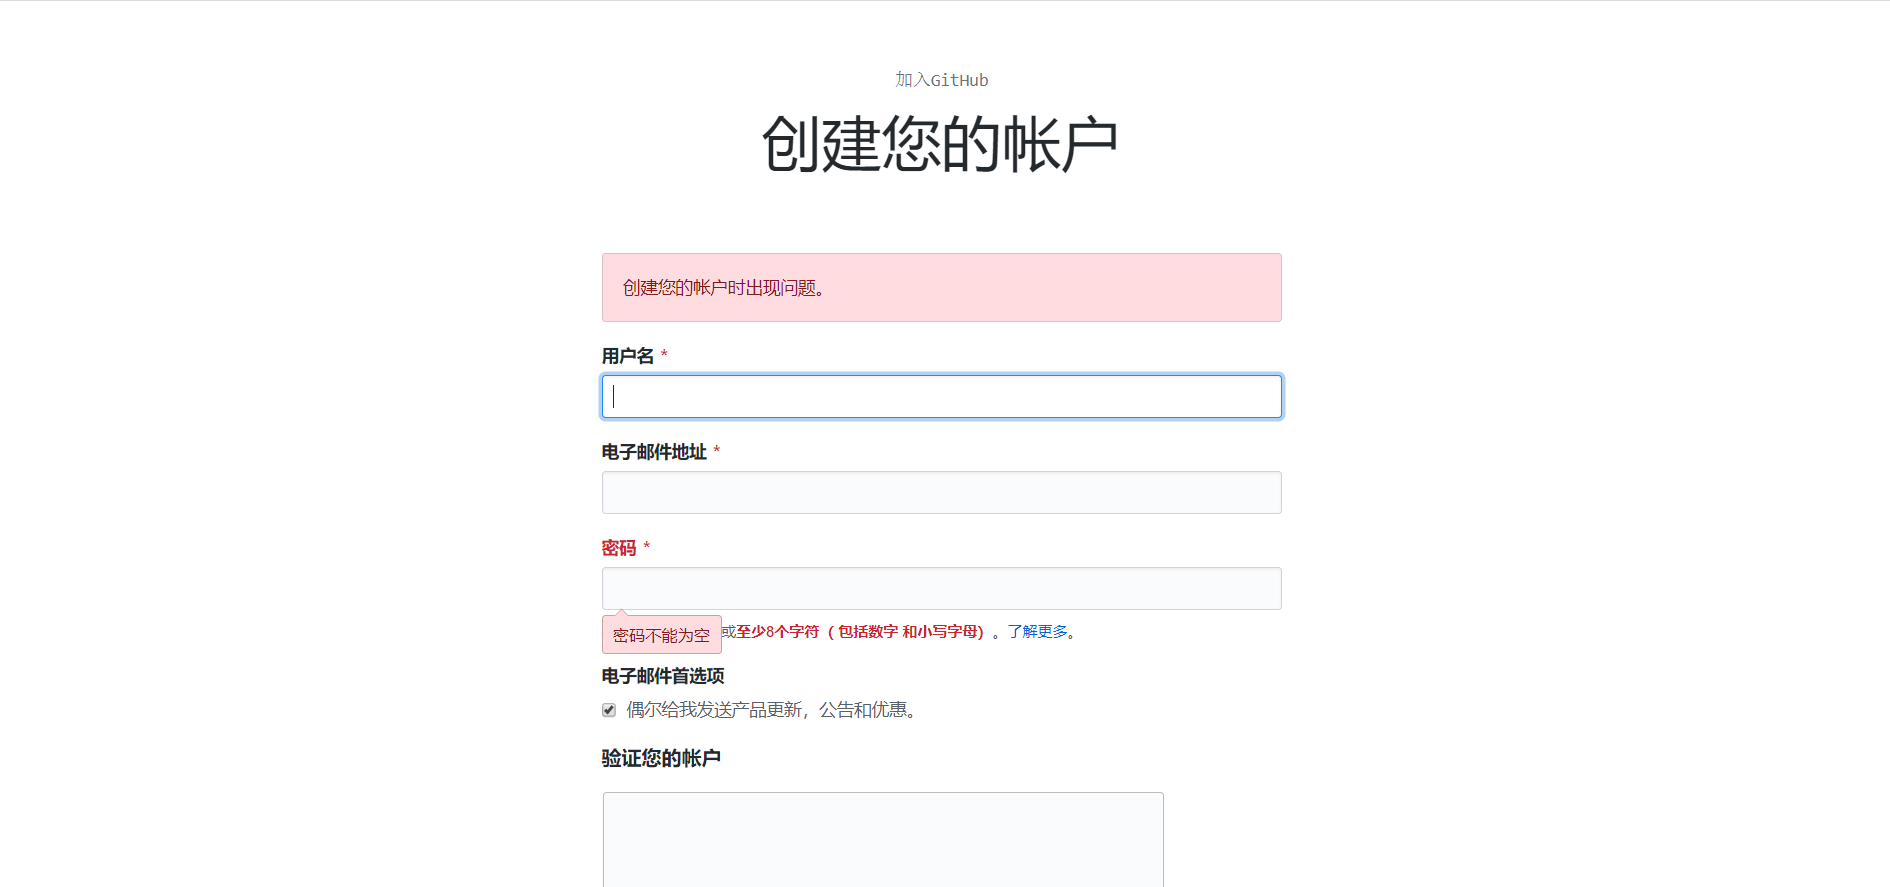 加入GitHub
创建您的帐户
创建您的帐户时出现问题。
用户名 *
电子邮件地址 *
密码 *
密码不能为空
或至少8个字符（包括数字 和小写字母）。了解更多。
电子邮件首选项
偶尔给我发送产品更新，公告和优惠。
验证您的帐户